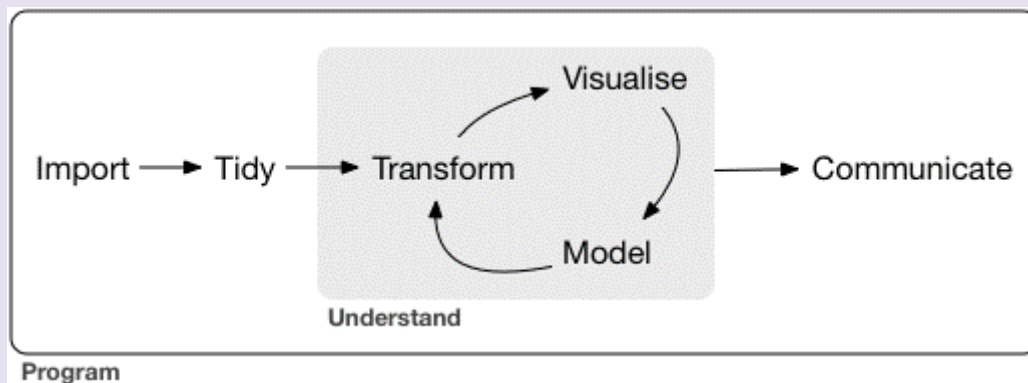 Visualise
Import Tidy Transform Communicate
Model
Understand
Program